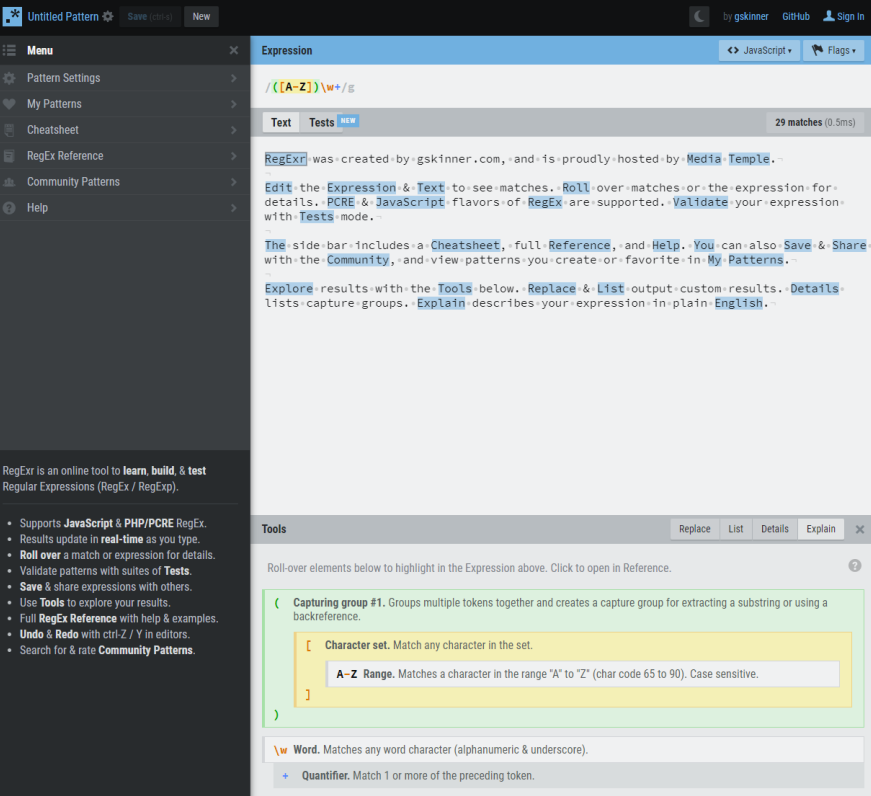 .* Untitled Pattern Save (ctrl-s) New by gskinner GitHub Sign In
Menu
Pattern Settings
My Patterns
Cheatsheet
RegEx Reference
Community Patterns
Help
RegExr is an online tool to learn, build, & test
Regular Expressions (RegEx / RegExp).
• Supports JavaScript & PHP/PCRE RegEx.
• Results update in real-time as you type.
• Roll over a match or expression for details.
• Validate patterns with suites of Tests.
• Save & share expressions with others.
• Use Tools to explore your results.
• Full RegEx Reference with help & examples.
• Undo & Redo with ctrl-Z / Y in editors.
• Search for & rate Community Patterns.
Expression <> JavaScript Flags
/([A-Z])\w+/g
Text Tests NEW 29 matches (0.5ms)
RegExr was created by gskinner.com, and is proudly hosted by Media Temple.
Edit the Expression & Text to see matches. Roll over matches or the expression for
details. PCRE & JavaScript flavors of RegEx are supported. Validate your expression
with Tests mode.
The side bar includes a Cheatsheet, full Reference, and Help. You can also Save & Share
with the Community, and view patterns you create or favorite in My Patterns.
Explore results with the Tools below. Replace & List output custom results. Details
lists capture groups. Explain describes your expression in plain English.
Tools Replace List Details Explain
Roll-over elements below to highlight in the Expression above. Click to open in Reference. ?
( Capturing group #1. Groups multiple tokens together and creates a capture group for extracting a substring or using a
backreference.
[ Character set. Match any character in the set.
A-Z Range. Matches a character in the range "A" to "Z" (char code 65 to 90). Case sensitive.
]
)
\w Word. Matches any word character (alphanumeric & underscore).
+ Quantifier. Match 1 or more of the preceding token.